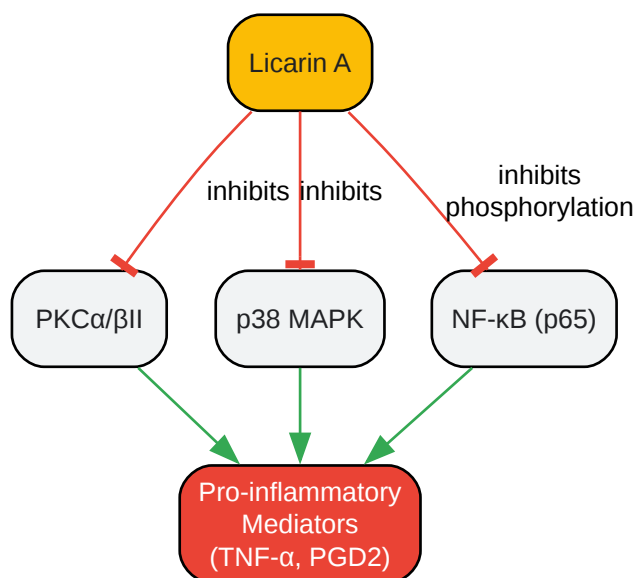 Licarin A
inhibits
inhibits
inhibits
phosphorylation
PKCα/βII
p38 MAPK
NF-κB (p65)
Pro-inflammatory
Mediators
(TNF-α, PGD2)